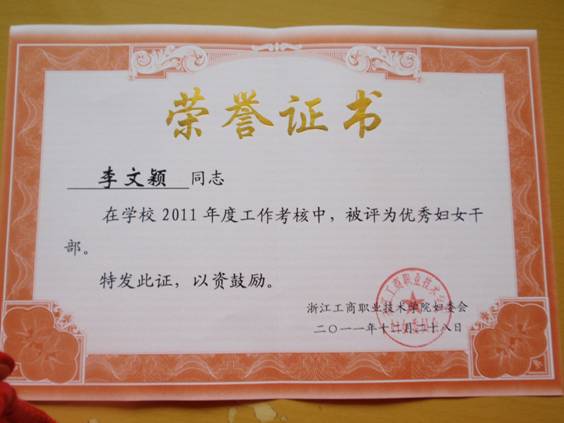 荣誉证书
李文颖 同志
在学校 2011 年度工作考核中，被评为优秀妇女干
部。
特发此证，以资鼓励。
浙江工商职业技术学院妇委会
二〇一一年十二月二十八日